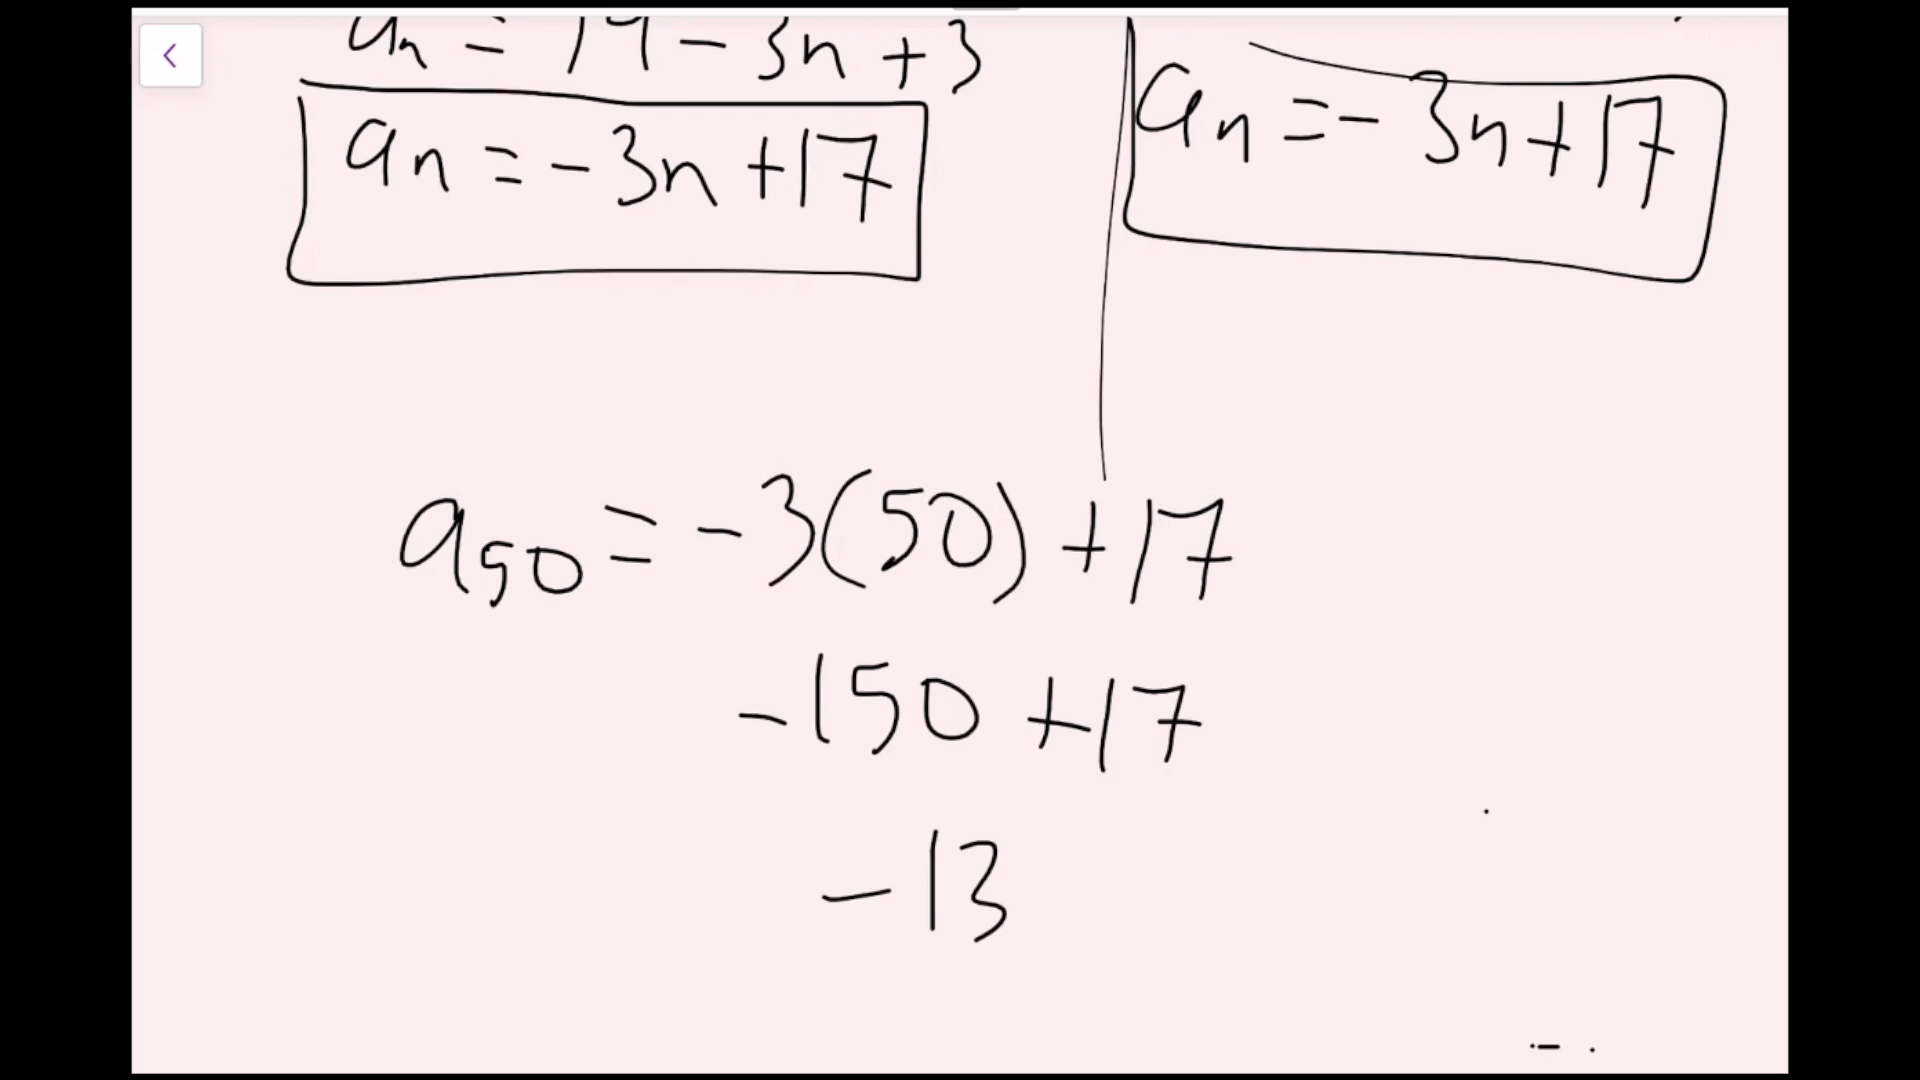 aₙ = 14 - 3n + 3
aₙ = -3n + 17
aₙ = -3n + 17
a₅₀ = -3(50) + 17
-150 + 17
-13